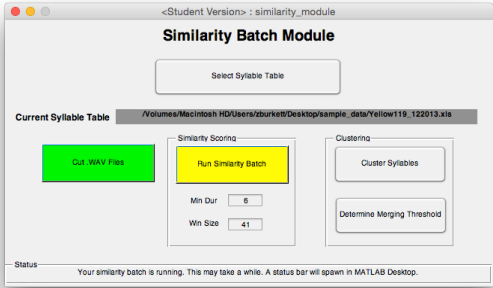 <Student Version> : similarity_module
Similarity Batch Module
Select Syllable Table
Current Syllable Table
/Volumes/Macintosh HD/Users/zburkett/Desktop/sample_data/Yellow119_122013.xls
Cut .WAV Files
Similarity Scoring
Run Similarity Batch
Min Dur 6
Win Size 41
Clustering
Cluster Syllables
Determine Merging Threshold
Status
Your similarity batch is running. This may take a while. A status bar will spawn in MATLAB Desktop.